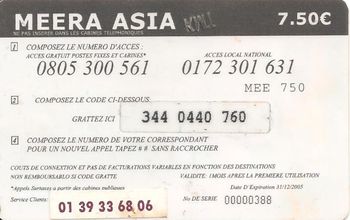 MEERA ASIA KMI 7.50€
NE PAS INSERER DANS LES CABINES TELEPHONIQUES
1 COMPOSEZ LE NUMERO D'ACCES:
ACCES GRATUIT POSTES FIXES ET CABINES* ACCES LOCAL NATIONAL
0805 300 561 0172 301 631
MEE 750
2 COMPOSEZ LE CODE CI-DESSOUS:
GRATTEZ ICI 344 0440 760
4 COMPOSEZ LE NUMERO DE VOTRE CORRESPONDANT
POUR UN NOUVEL APPEL TAPEZ ## SANS RACCROCHER
COUTS DE CONNEXION ET PAS DE FACTURATIONS VARIABLES EN FONCTION DES DESTINATIONS
NON REMBOURSABLE SI CODE GRATTE VALIDITE: 1MOIS APRES LA PREMIERE UTILISATION
*Appels Surtaxes a partir des cabines publiques Date D'Expiration 31/12/2005
Service Clients: 01 39 33 68 06 No DE SERIE 00000388